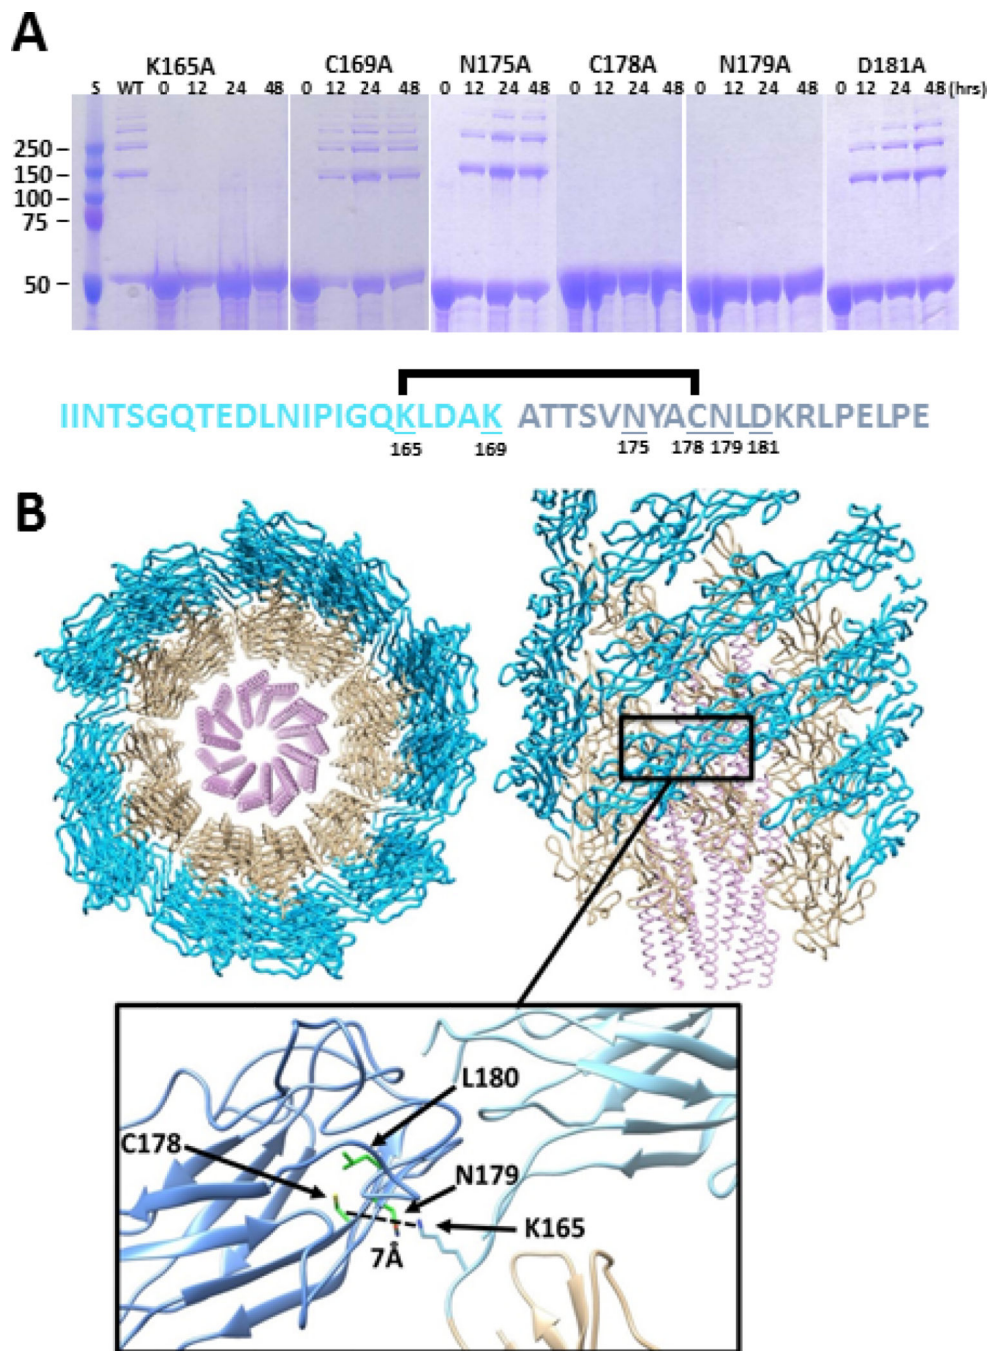 A
K165A C169A N175A C178A N179A D181A
S WT 0 12 24 48 0 12 24 48 0 12 24 48 0 12 24 48 0 12 24 48 0 12 24 48 (hrs)
250
150
100
75
50
IINTSGQTEDLNIPIGQKLDAK ATTSVNYACNLDKRLPELPE
165 169 175 178 179 181
B
L180
C178
N179
K165
7Å